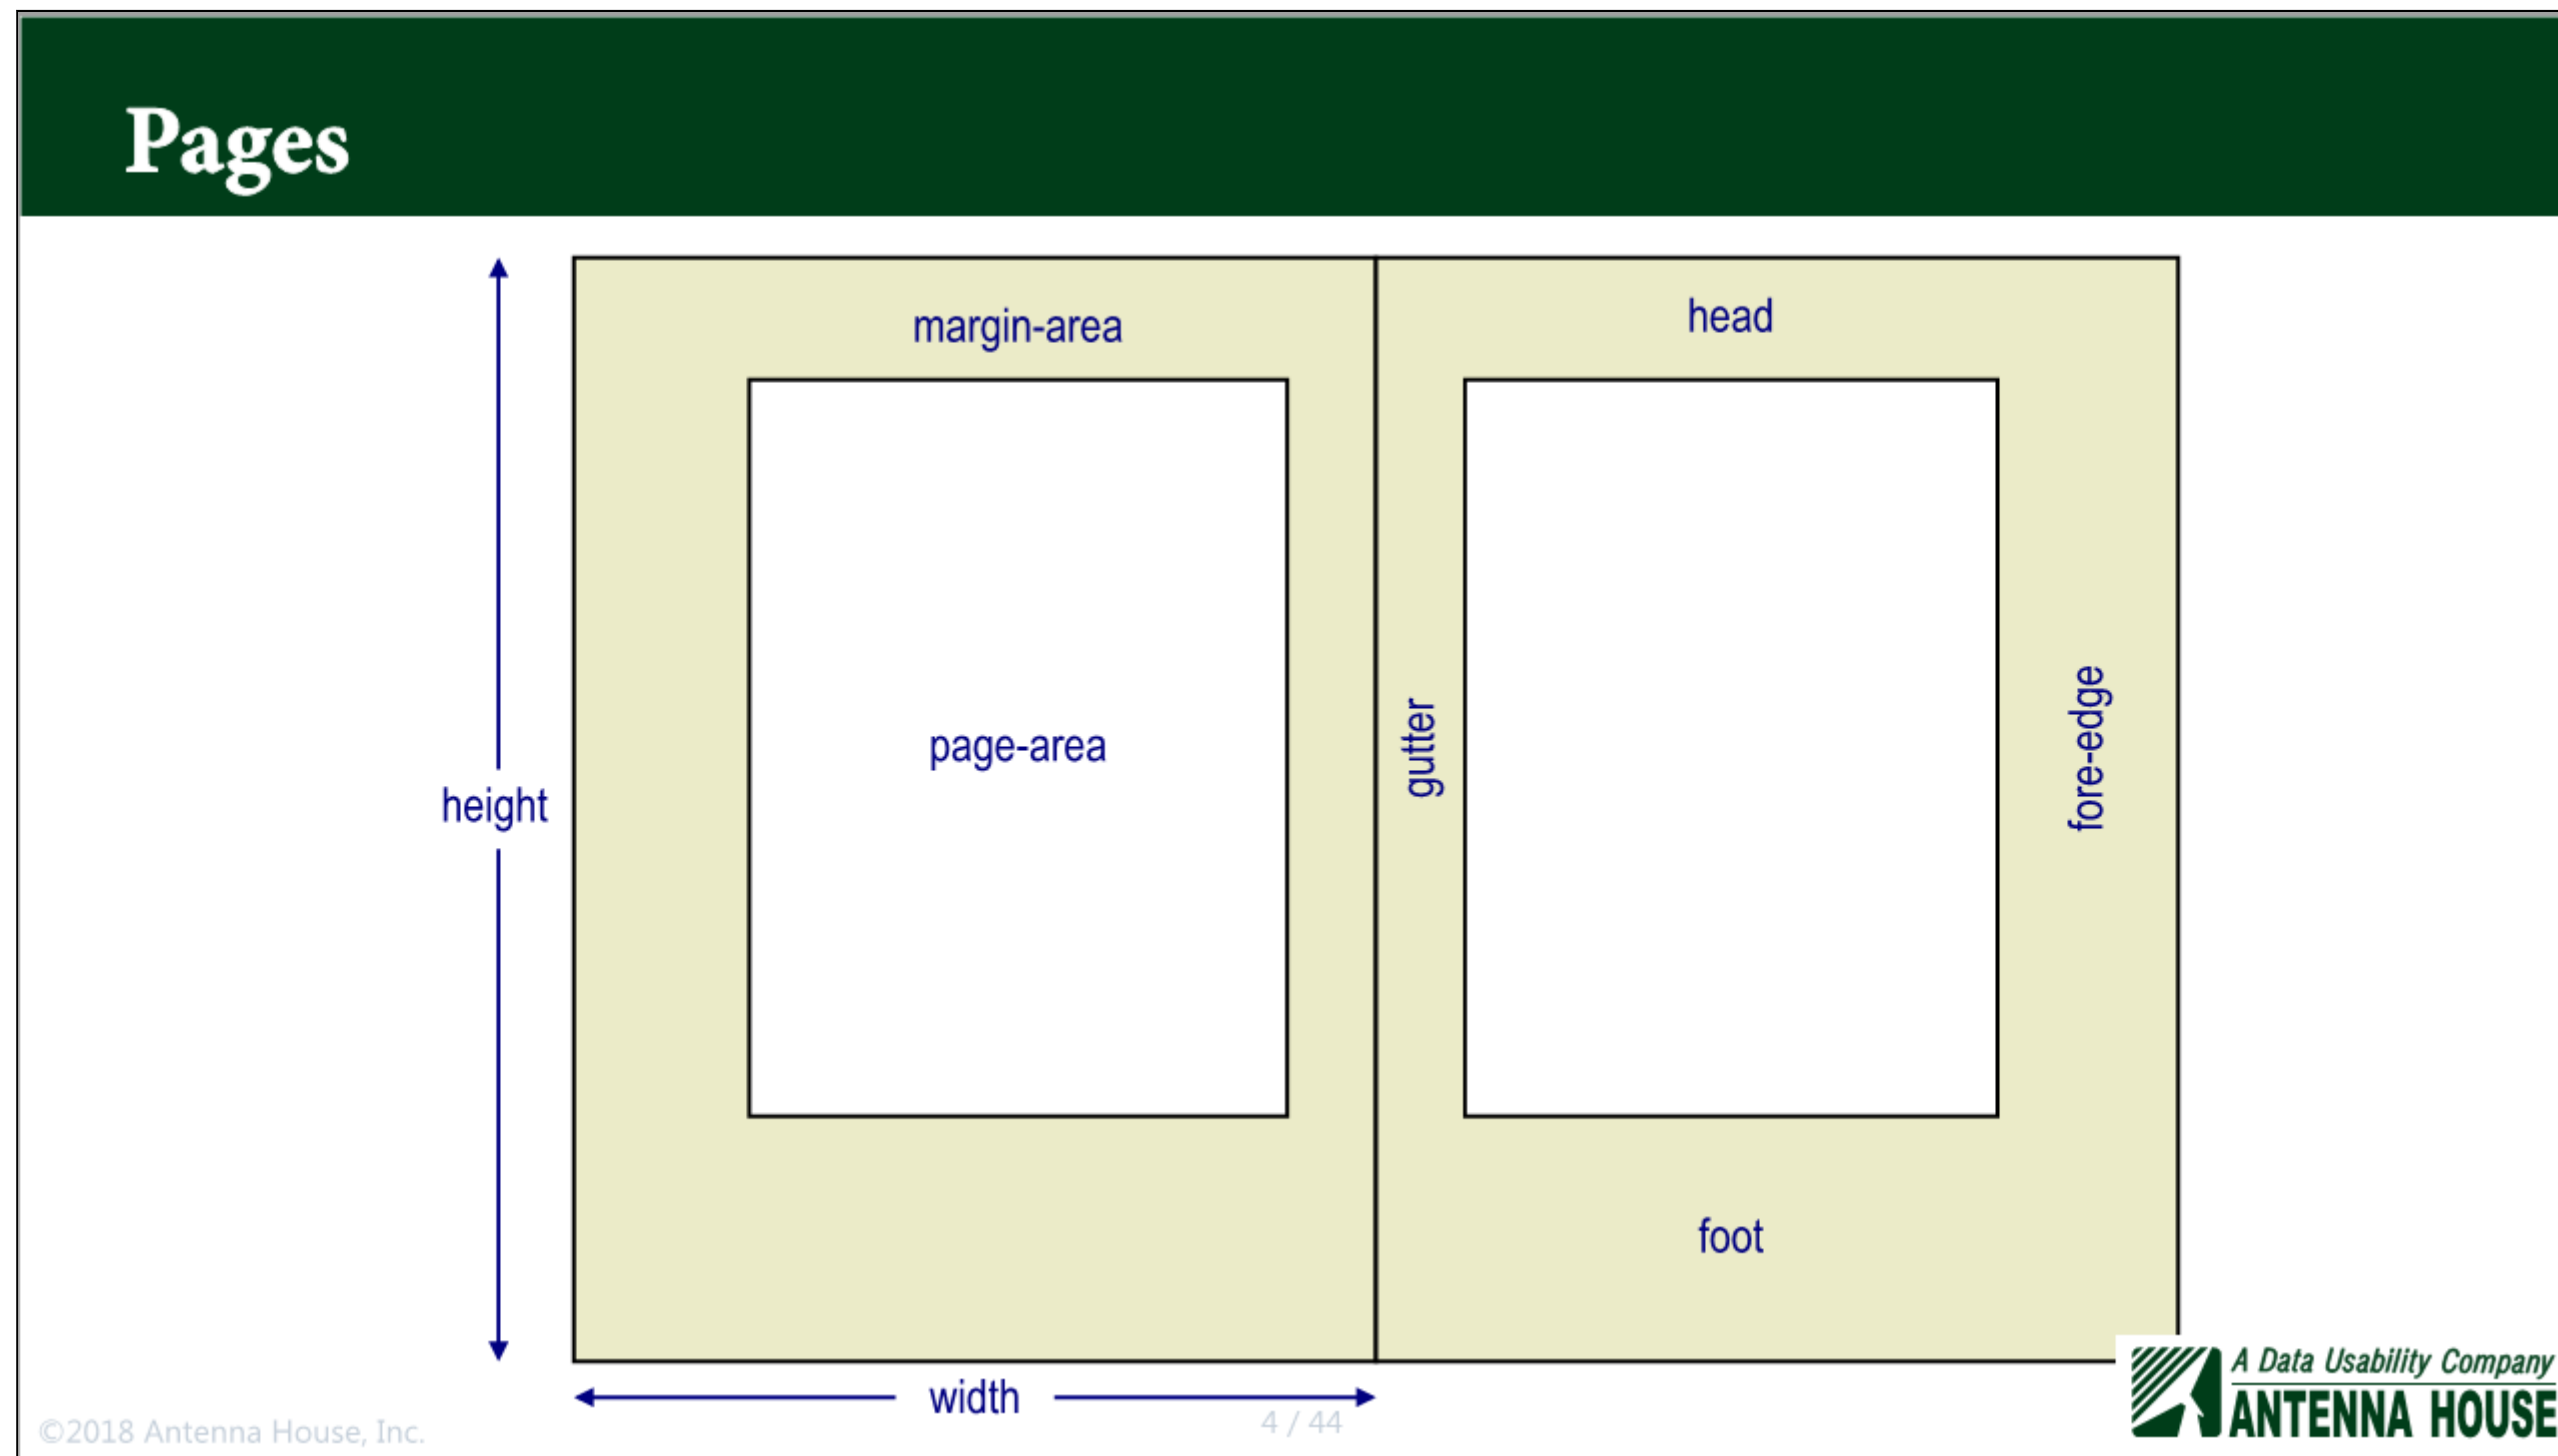 Pages
margin-area
head
page-area
gutter
fore-edge
height
foot
width
©2018 Antenna House, Inc.
4 / 44
A Data Usability Company
ANTENNA HOUSE